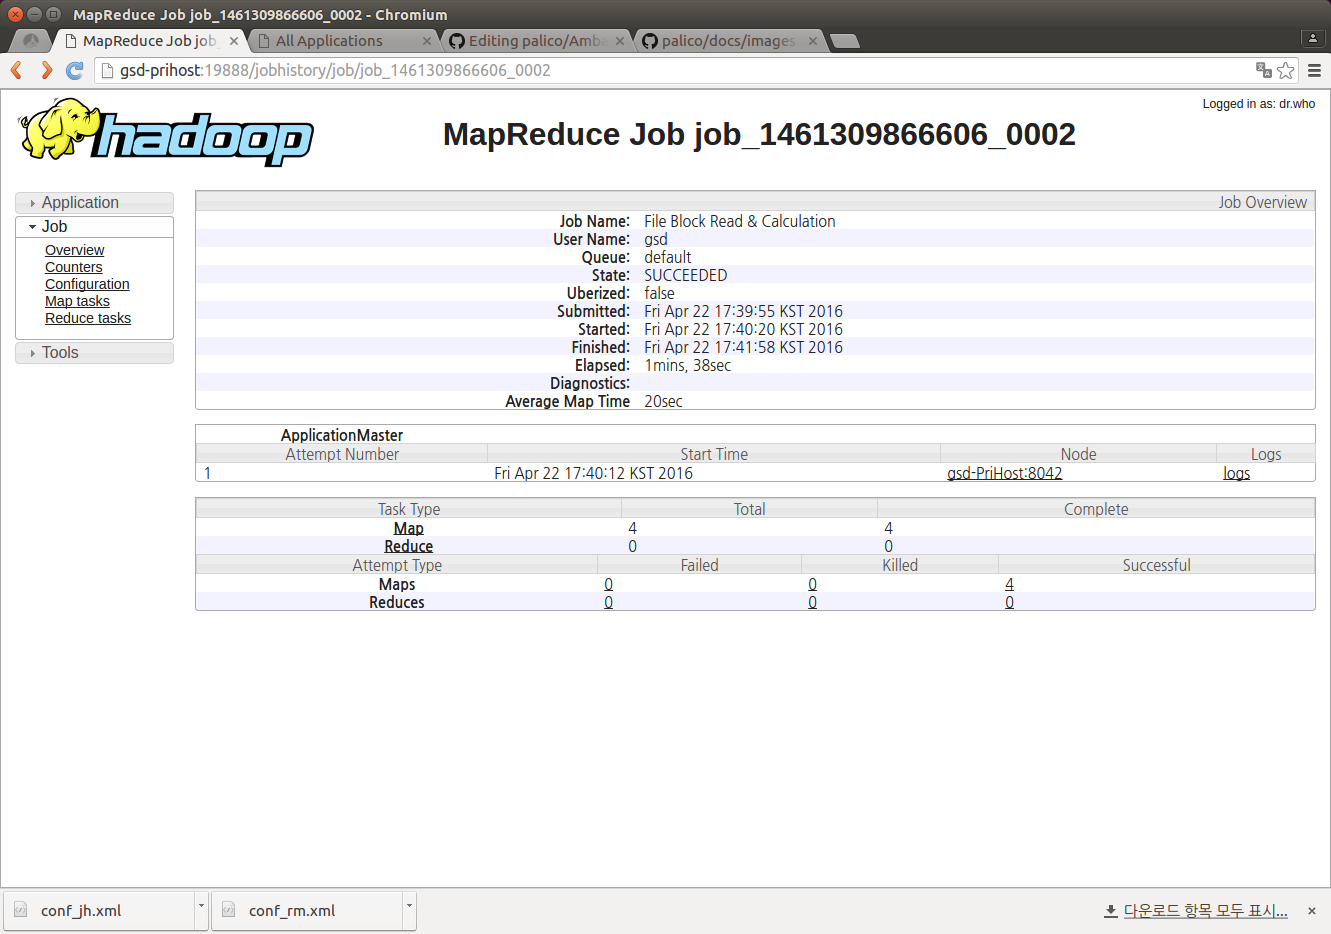 MapReduce Job job_1461309866606_0002 - Chromium
MapReduce Job job
All Applications
Editing palico/Amba
palico/docs/images
gsd-prihost:19888/jobhistory/job/job_1461309866606_0002
Logged in as: dr.who
hadoop
MapReduce Job job_1461309866606_0002
Application
Job
Overview
Counters
Configuration
Map tasks
Reduce tasks
Tools
Job Overview
Job Name: File Block Read & Calculation
User Name: gsd
Queue: default
State: SUCCEEDED
Uberized: false
Submitted: Fri Apr 22 17:39:55 KST 2016
Started: Fri Apr 22 17:40:20 KST 2016
Finished: Fri Apr 22 17:41:58 KST 2016
Elapsed: 1mins, 38sec
Diagnostics:
Average Map Time 20sec
ApplicationMaster
Attempt Number Start Time Node Logs
1 Fri Apr 22 17:40:12 KST 2016 gsd-PriHost:8042 logs
Task Type Total Complete
Map 4 4
Reduce 0 0
Attempt Type Failed Killed Successful
Maps 0 0 4
Reduces 0 0 0
conf_jh.xml
conf_rm.xml
다운로드 항목 모두 표시...